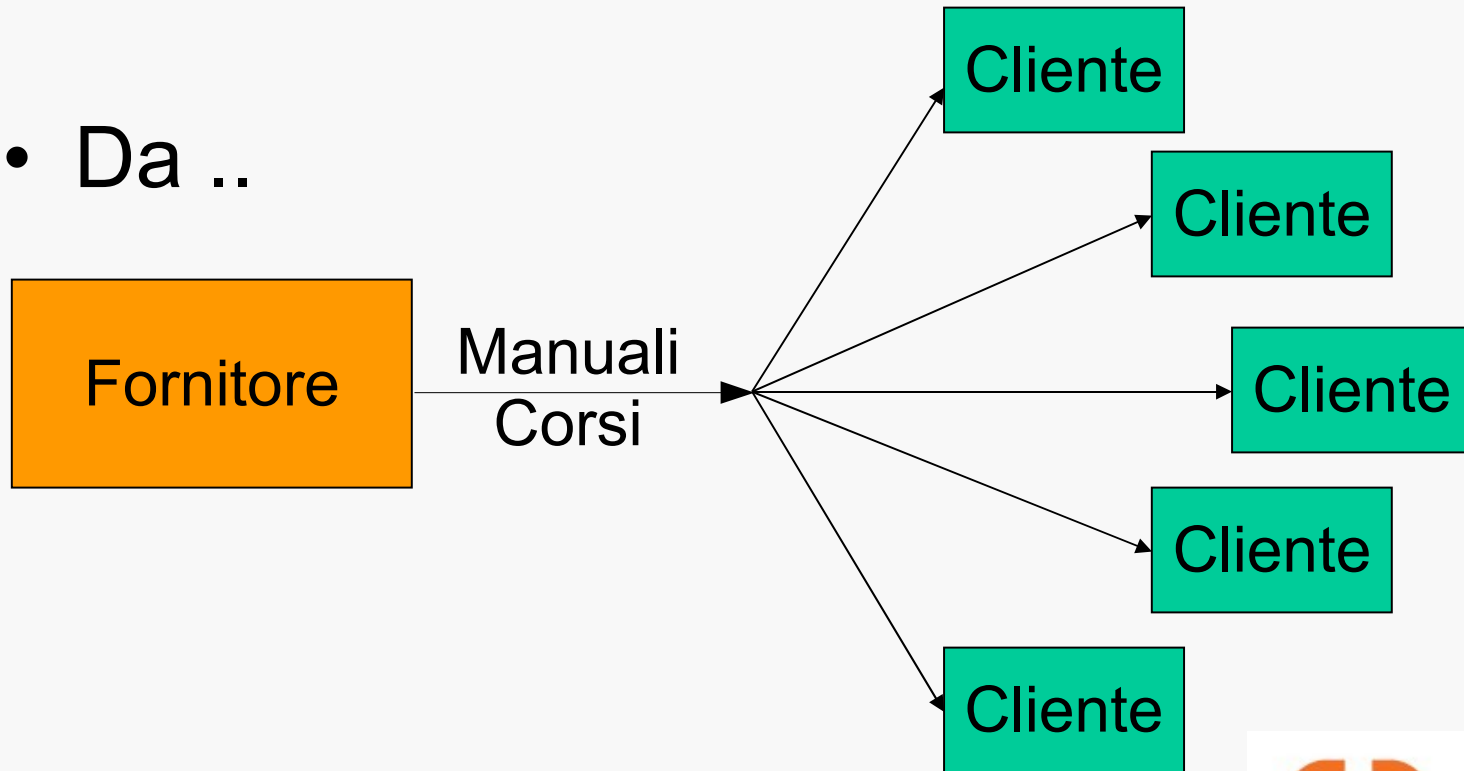 • Da ..
Fornitore
Manuali
Corsi
Cliente
Cliente
Cliente
Cliente
Cliente